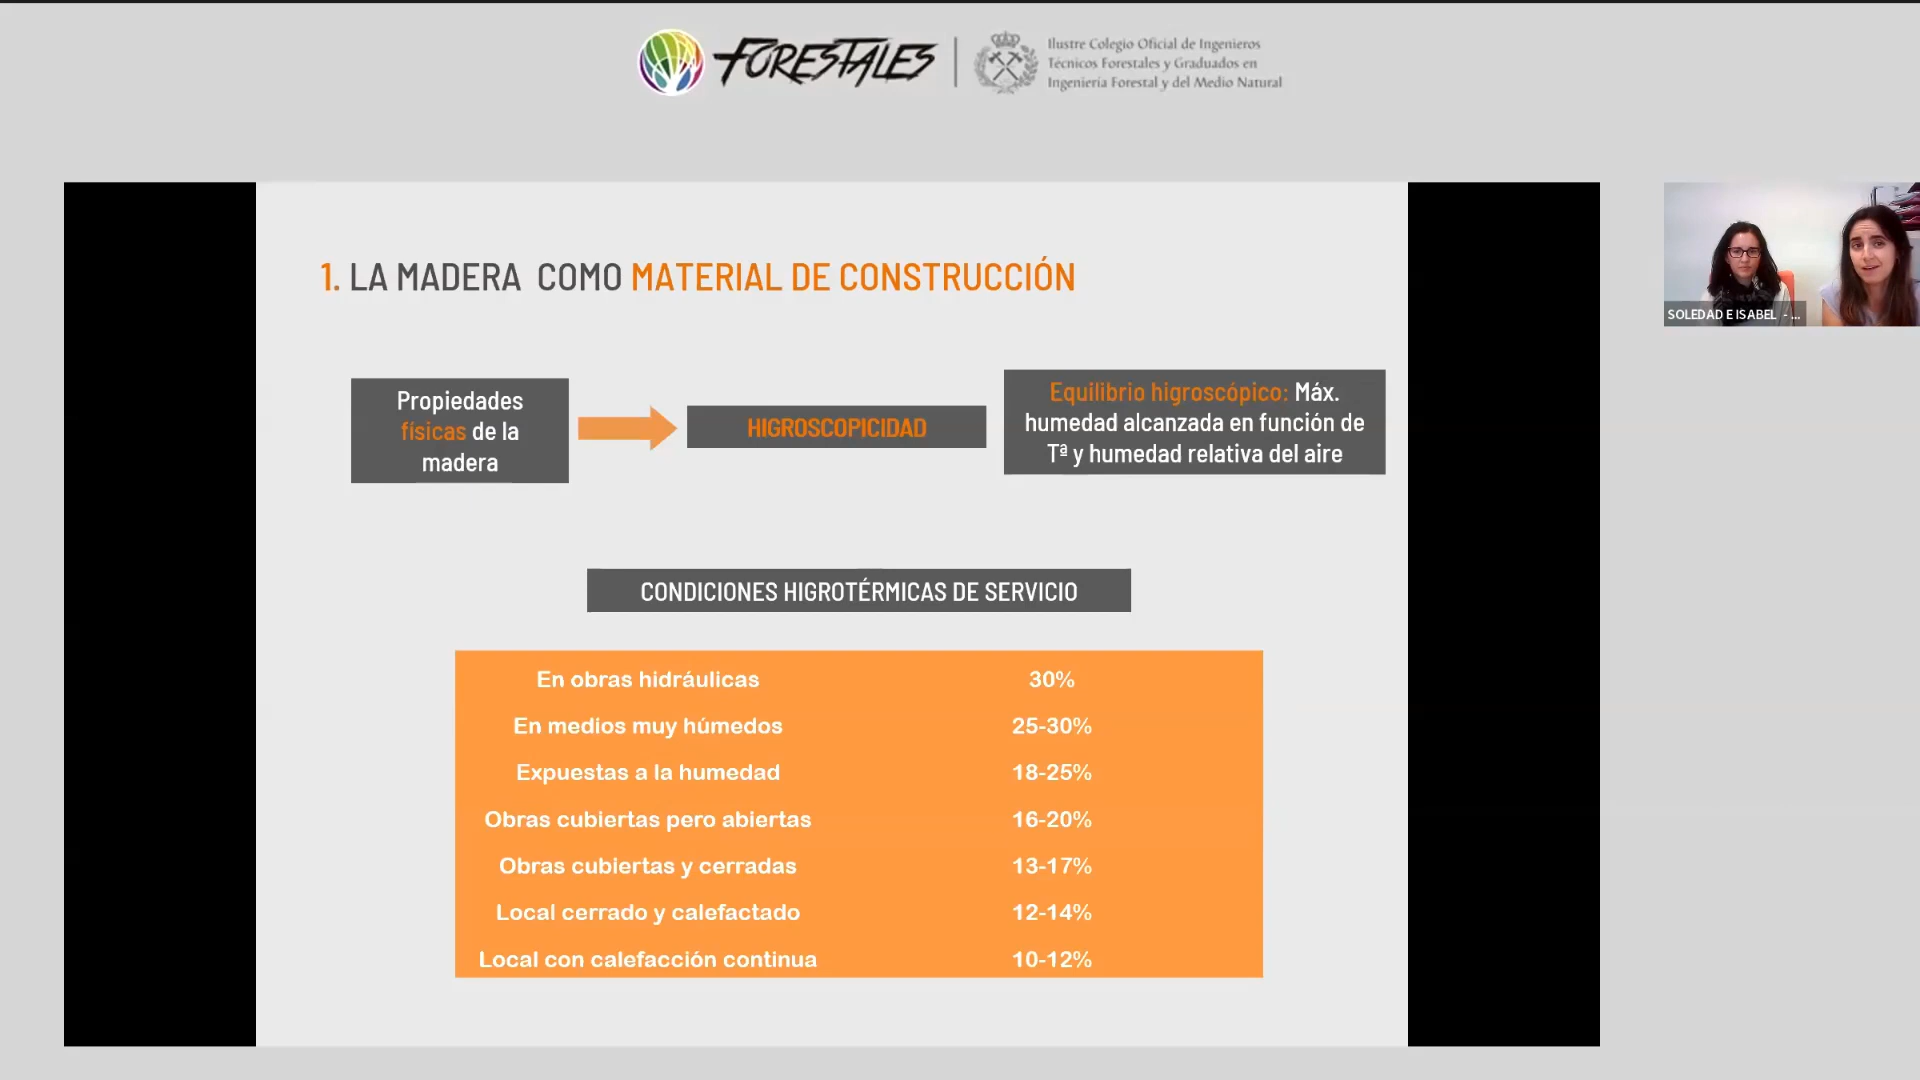 FORESTALES
Ilustre Colegio Oficial de Ingenieros
Técnicos Forestales y Graduados en
Ingeniería Forestal y del Medio Natural
SOLEDAD E ISABEL - ...
1. LA MADERA COMO MATERIAL DE CONSTRUCCIÓN
Propiedades
físicas de la
madera
HIGROSCOPICIDAD
Equilibrio higroscópico: Máx.
humedad alcanzada en función de
Tª y humedad relativa del aire
CONDICIONES HIGROTÉRMICAS DE SERVICIO
En obras hidráulicas 30%
En medios muy húmedos 25-30%
Expuestas a la humedad 18-25%
Obras cubiertas pero abiertas 16-20%
Obras cubiertas y cerradas 13-17%
Local cerrado y calefactado 12-14%
Local con calefacción continua 10-12%